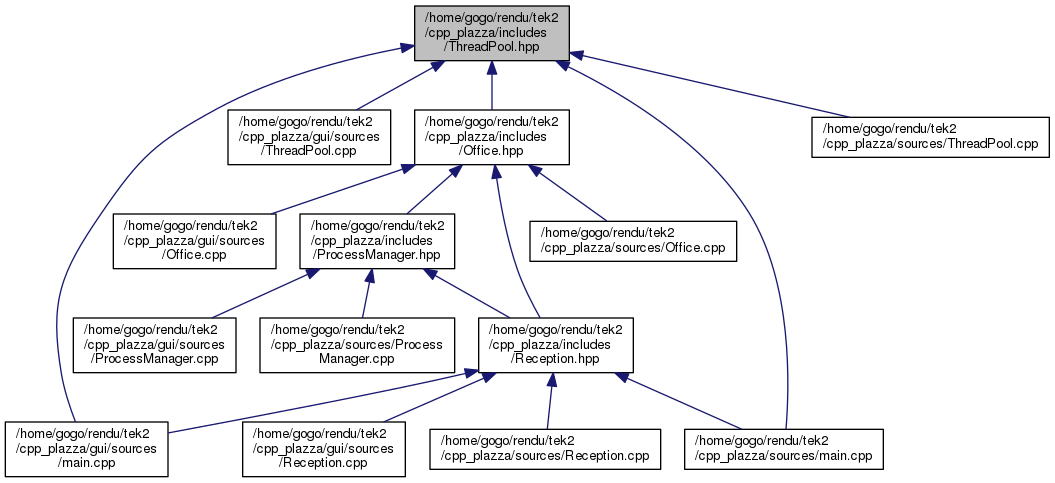 /home/gogo/rendu/tek2
/cpp_plazza/includes
/ThreadPool.hpp
/home/gogo/rendu/tek2
/cpp_plazza/gui/sources
/ThreadPool.cpp
/home/gogo/rendu/tek2
/cpp_plazza/includes
/Office.hpp
/home/gogo/rendu/tek2
/cpp_plazza/sources/ThreadPool.cpp
/home/gogo/rendu/tek2
/cpp_plazza/gui/sources
/Office.cpp
/home/gogo/rendu/tek2
/cpp_plazza/includes
/ProcessManager.hpp
/home/gogo/rendu/tek2
/cpp_plazza/sources/Office.cpp
/home/gogo/rendu/tek2
/cpp_plazza/gui/sources
/ProcessManager.cpp
/home/gogo/rendu/tek2
/cpp_plazza/sources/Process
Manager.cpp
/home/gogo/rendu/tek2
/cpp_plazza/includes
/Reception.hpp
/home/gogo/rendu/tek2
/cpp_plazza/gui/sources
/main.cpp
/home/gogo/rendu/tek2
/cpp_plazza/gui/sources
/Reception.cpp
/home/gogo/rendu/tek2
/cpp_plazza/sources/Reception.cpp
/home/gogo/rendu/tek2
/cpp_plazza/sources/main.cpp